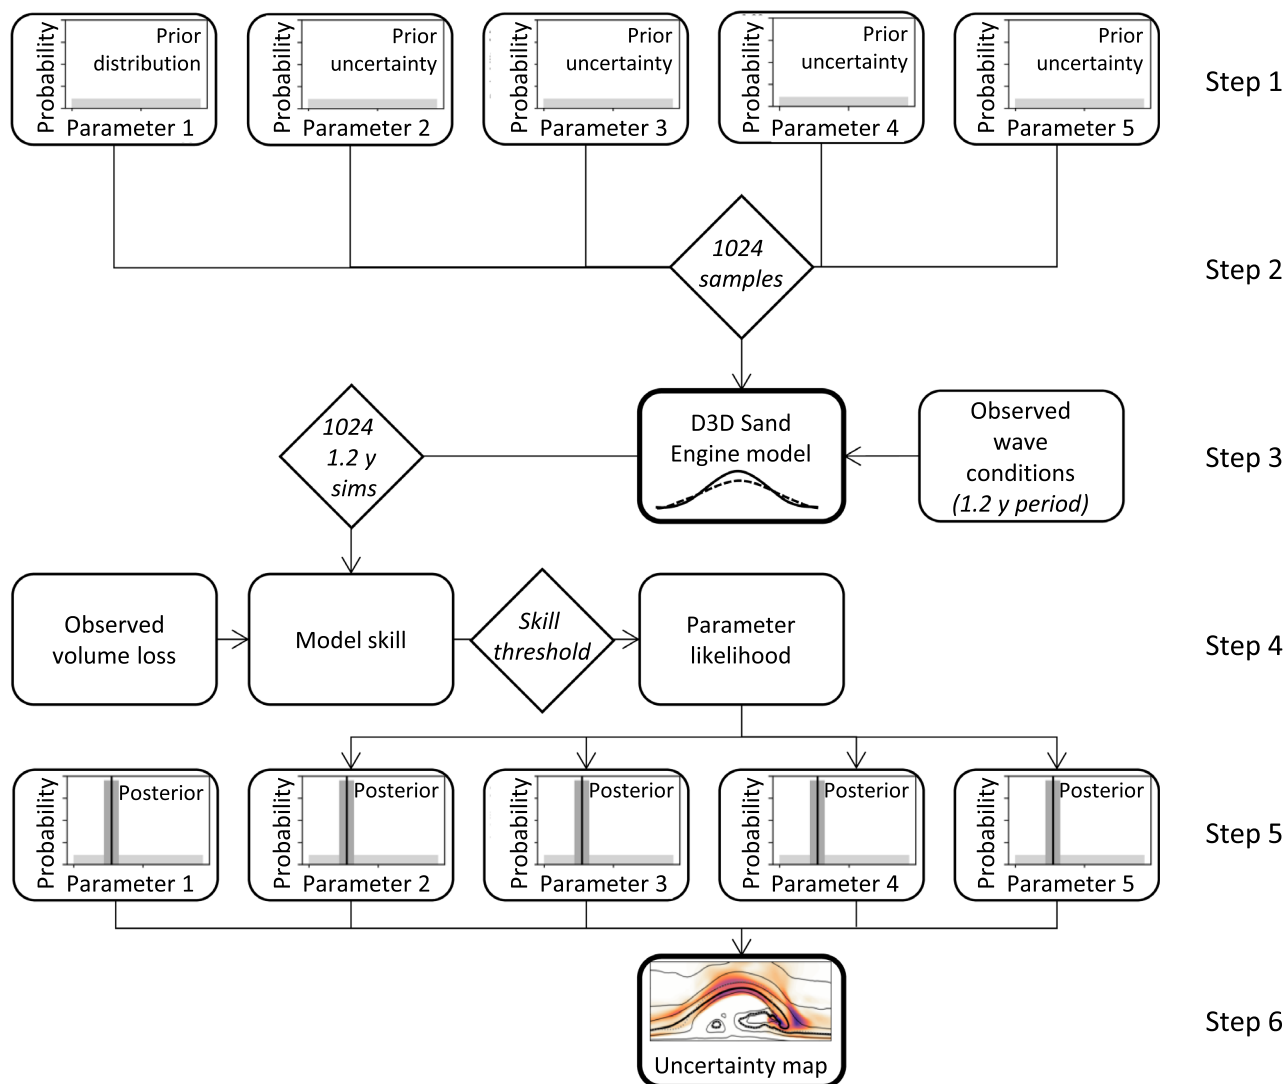 Probability
Prior
distribution
Parameter 1
Probability
Prior
uncertainty
Parameter 2
Probability
Prior
uncertainty
Parameter 3
Probability
Prior
uncertainty
Parameter 4
Probability
Prior
uncertainty
Parameter 5
Step 1
1024
samples
Step 2
1024
1.2 y
sims
D3D Sand
Engine model
Observed
wave
conditions
(1.2 y period)
Step 3
Observed
volume loss
Model skill
Skill
threshold
Parameter
likelihood
Step 4
Probability
Posterior
Parameter 1
Probability
Posterior
Parameter 2
Probability
Posterior
Parameter 3
Probability
Posterior
Parameter 4
Probability
Posterior
Parameter 5
Step 5
Uncertainty map
Step 6